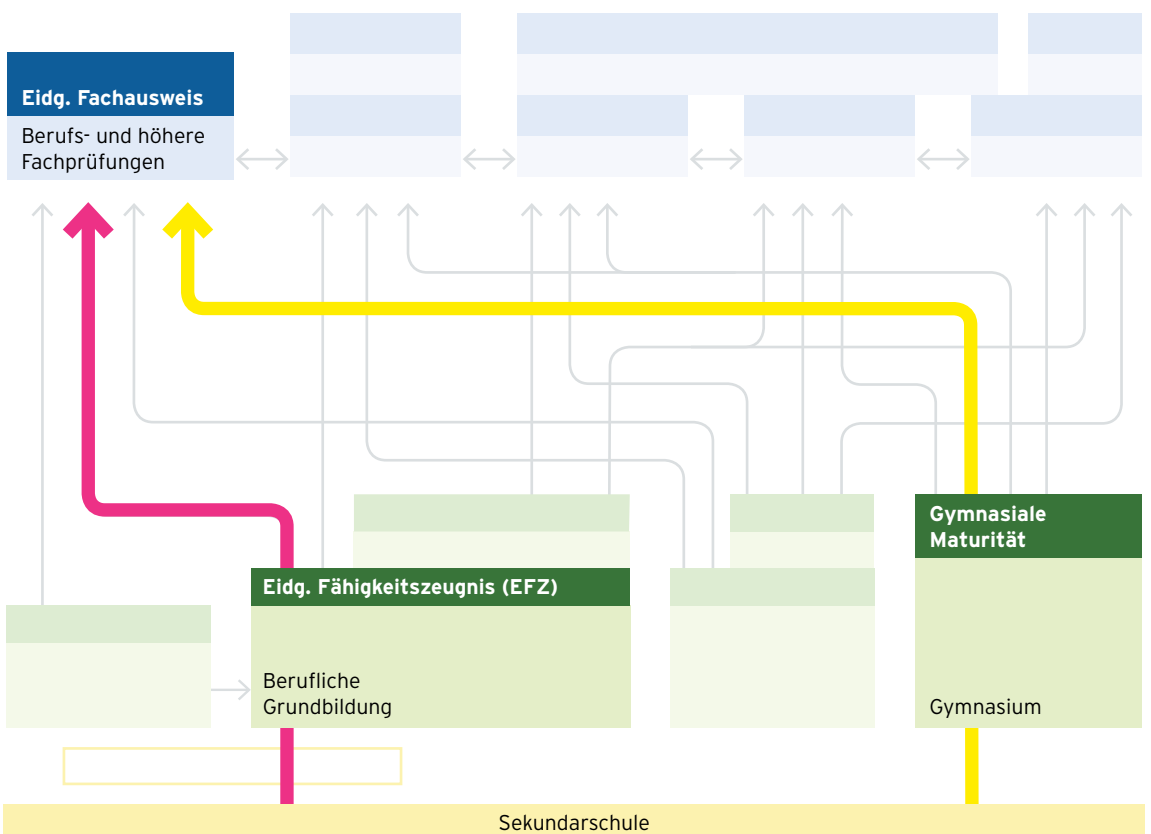 Eidg. Fachausweis
Berufs- und höhere
Fachprüfungen
Gymnasiale
Maturität
Eidg. Fähigkeitszeugnis (EFZ)
Berufliche
Grundbildung
Gymnasium
Sekundarschule